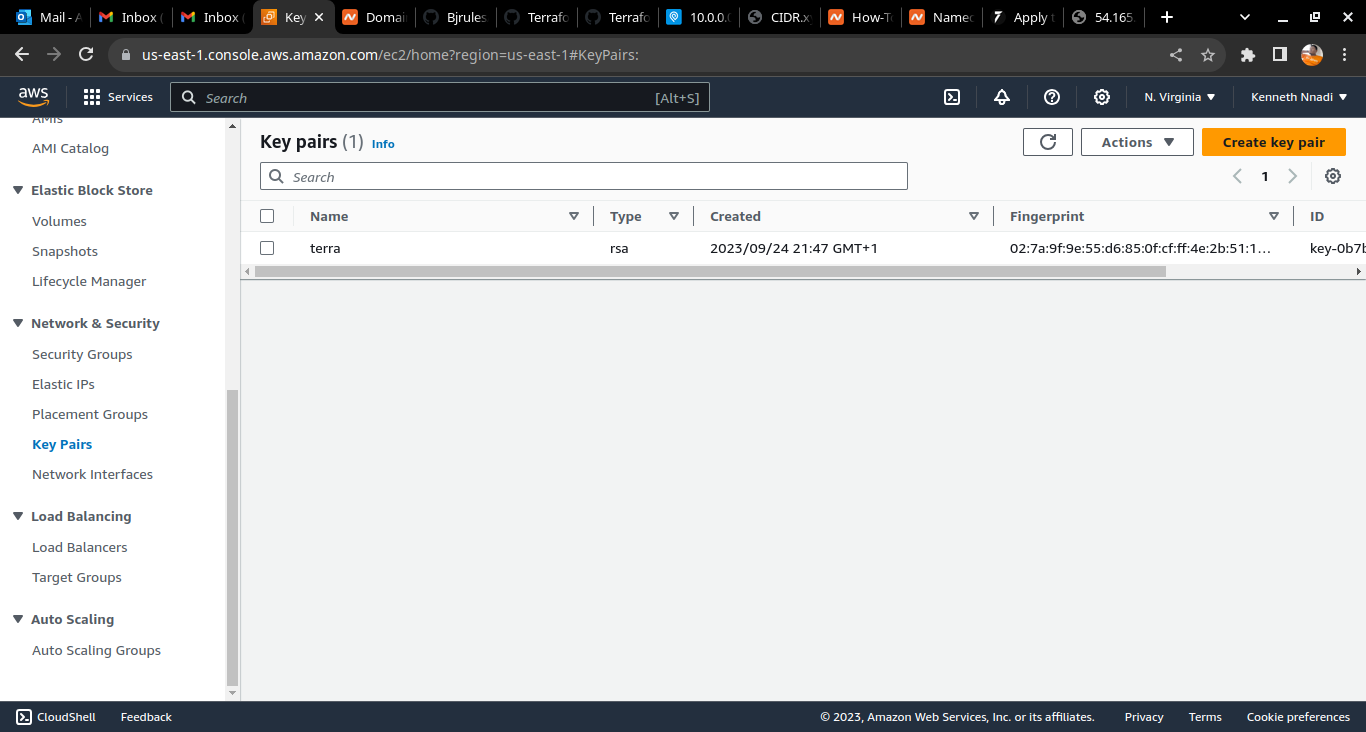 Mail - A
Inbox (
Inbox (
Key
Domai
Bjrules
Terrafo
Terrafo
10.0.0.0
CIDR.x
How-To
Namec
Apply t
54.165.
us-east-1.console.aws.amazon.com/ec2/home?region=us-east-1#KeyPairs:
aws
Services
Search
[Alt+S]
N. Virginia
Kenneth Nnadi
AMIs
AMI Catalog
Elastic Block Store
Volumes
Snapshots
Lifecycle Manager
Network & Security
Security Groups
Elastic IPs
Placement Groups
Key Pairs
Network Interfaces
Load Balancing
Load Balancers
Target Groups
Auto Scaling
Auto Scaling Groups
Key pairs (1) Info
Actions
Create key pair
Search
1
Name Type Created Fingerprint ID
terra rsa 2023/09/24 21:47 GMT+1 02:7a:9f:9e:55:d6:85:0f:cf:ff:4e:2b:51:1… key-0b7b
CloudShell Feedback © 2023, Amazon Web Services, Inc. or its affiliates. Privacy Terms Cookie preferences